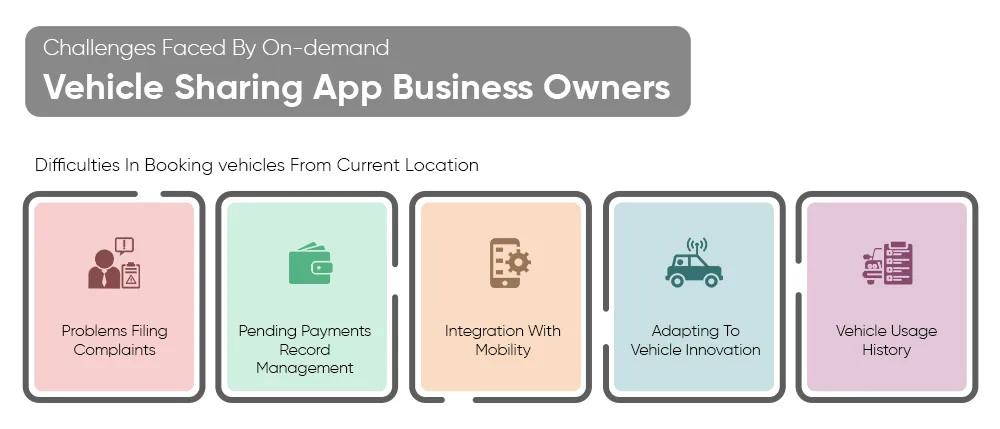 Challenges Faced By On-demand
Vehicle Sharing App Business Owners
Difficulties In Booking vehicles From Current Location
Problems Filing
Complaints
Pending Payments
Record
Management
Integration With
Mobility
Adapting To
Vehicle Innovation
Vehicle Usage
History